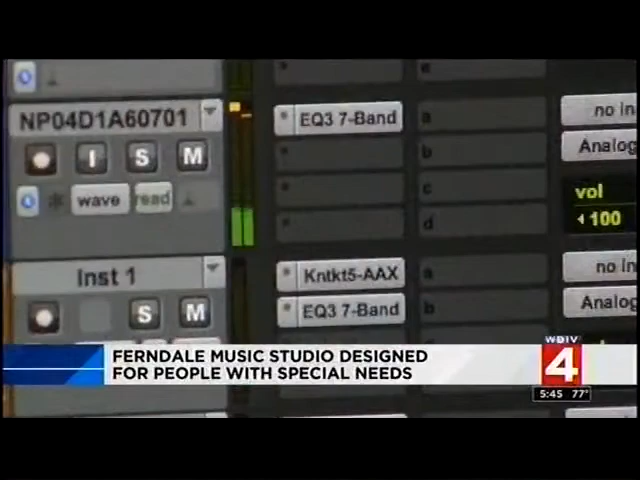 NP04D1A60701
EQ3 7-Band
a
no in
I S M
b
Analog
wave read
c
vol
d
100
Inst 1
Kntkt5-AAX
a
no in
S M
EQ3 7-Band
b
Analog
FERNDALE MUSIC STUDIO DESIGNED
FOR PEOPLE WITH SPECIAL NEEDS
WDIV
4
5:45 77°